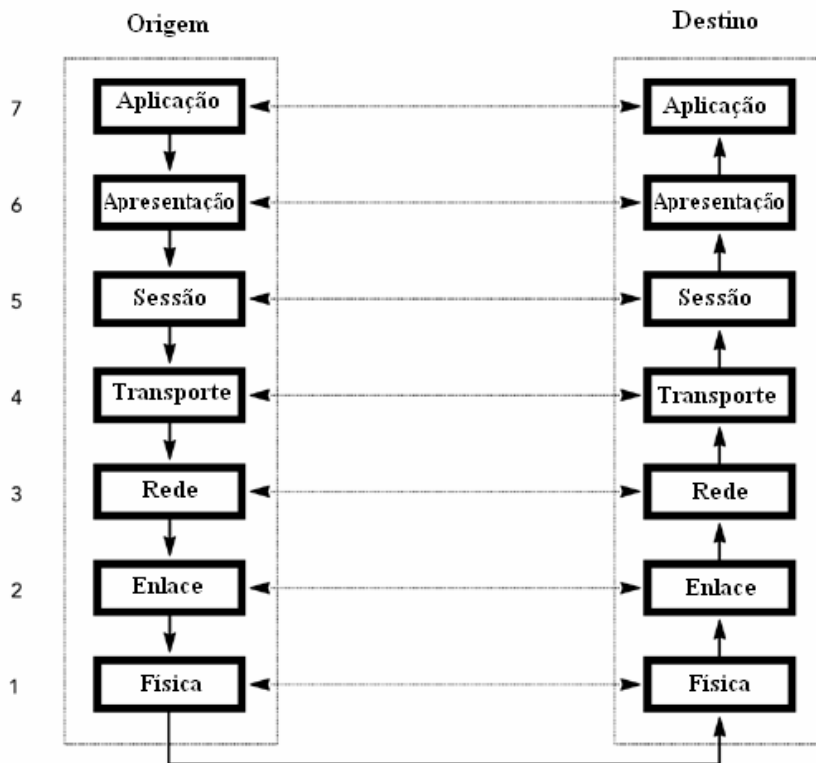 Origem
Destino
7
Aplicação
Aplicação
6
Apresentação
Apresentação
5
Sessão
Sessão
4
Transporte
Transporte
3
Rede
Rede
2
Enlace
Enlace
1
Física
Física